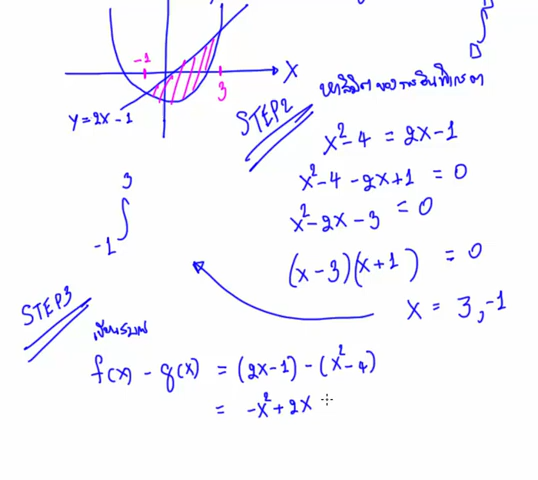 -1
X
3
y=2x-1
STEP2
x²-4 = 2x-1
x²-4-2x+1 = 0
x²-2x-3 = 0
(x-3)(x+1) = 0
x = 3,-1
3
∫
-1
STEP3
f(x) - g(x) = (2x-1)-(x²-4)
= -x²+2x +